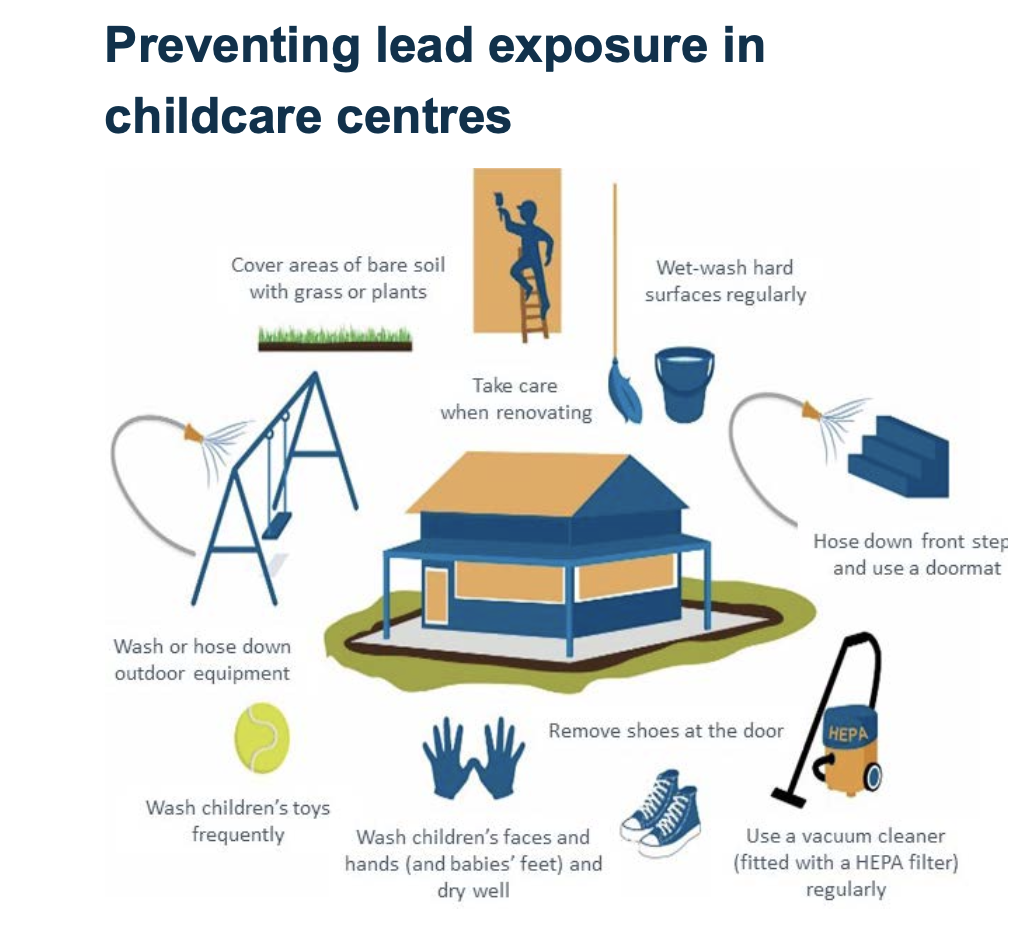 Preventing lead exposure in
childcare centres
Cover areas of bare soil
with grass or plants
Take care
when renovating
Wet-wash hard
surfaces regularly
Hose down front step
and use a doormat
Wash or hose down
outdoor equipment
Wash children's toys
frequently
Wash children's faces and
hands (and babies' feet) and
dry well
Remove shoes at the door
HEPA
Use a vacuum cleaner
(fitted with a HEPA filter)
regularly